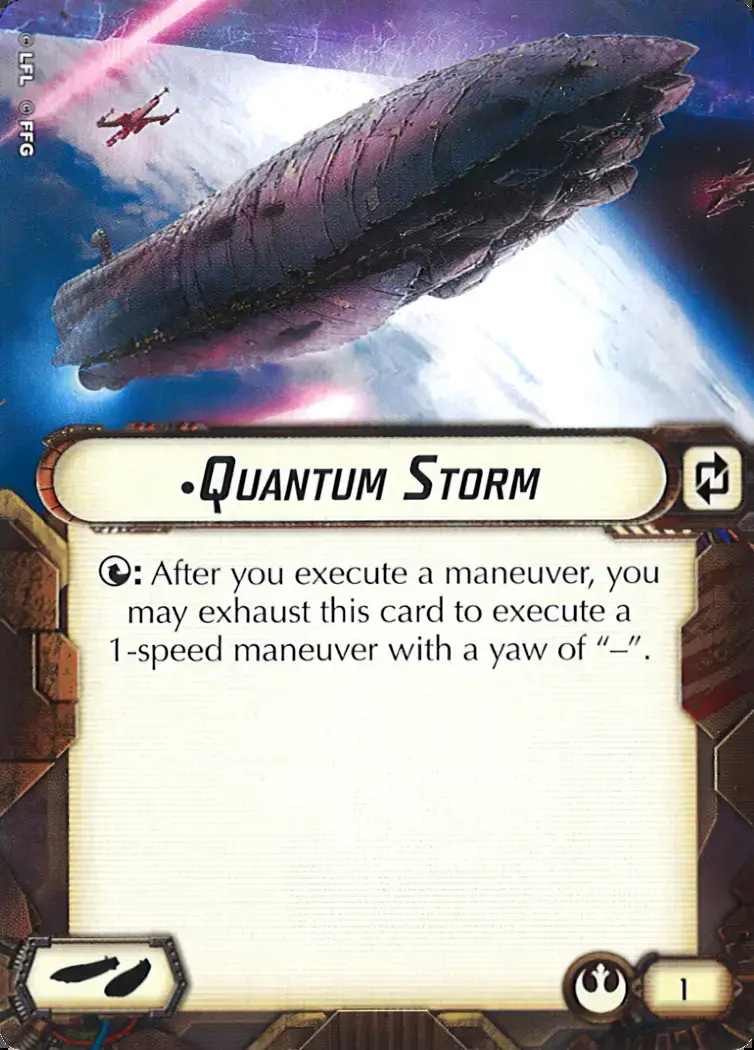 © LFL © FFG
•Quantum Storm
: After you execute a maneuver, you
may exhaust this card to execute a
1-speed maneuver with a yaw of “–”.
1